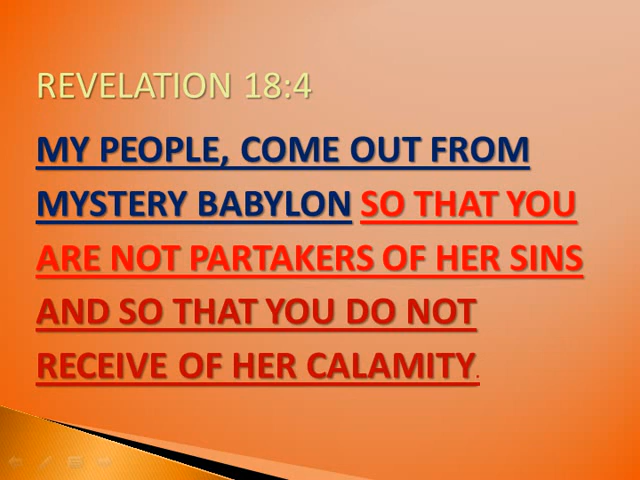 REVELATION 18:4
MY PEOPLE, COME OUT FROM
MYSTERY BABYLON SO THAT YOU
ARE NOT PARTAKERS OF HER SINS
AND SO THAT YOU DO NOT
RECEIVE OF HER CALAMITY.